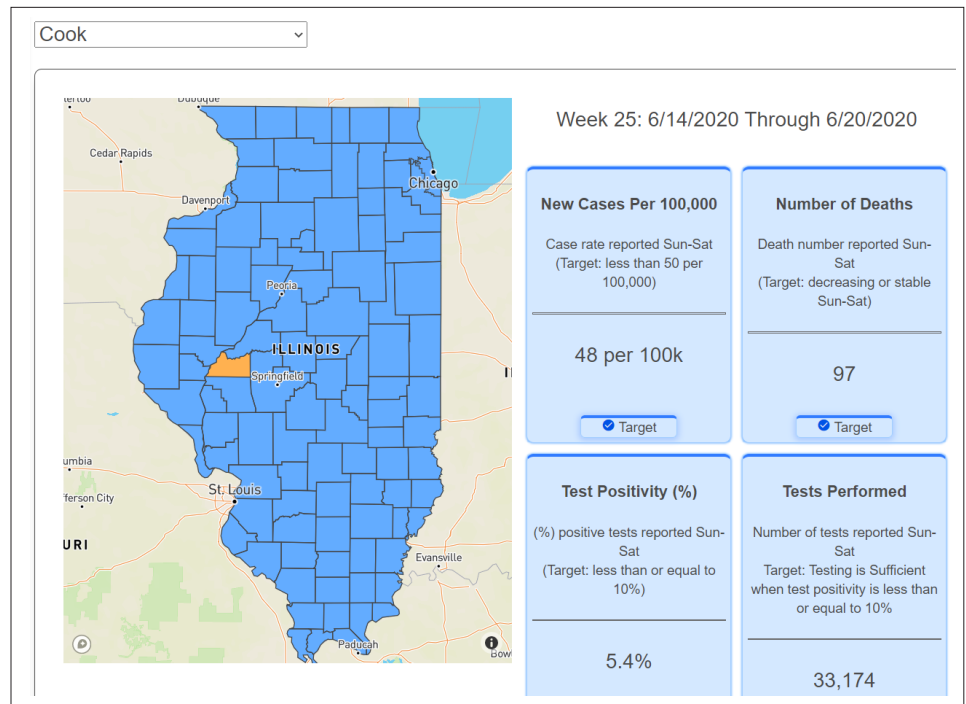 Cook
Week 25: 6/14/2020 Through 6/20/2020
Dubuque
Cedar Rapids
Chicago
Davenport
Peoria
ILLINOIS
Springfield
St. Louis
Evansville
Paducah
New Cases Per 100,000
Case rate reported Sun-Sat
(Target: less than 50 per
100,000)
48 per 100k
Target
Number of Deaths
Death number reported Sun-
Sat
(Target: decreasing or stable
Sun-Sat)
97
Target
Test Positivity (%)
(%) positive tests reported Sun-
Sat
(Target: less than or equal to
10%)
5.4%
Tests Performed
Number of tests reported Sun-
Sat
Target: Testing is Sufficient
when test positivity is less than
or equal to 10%
33,174